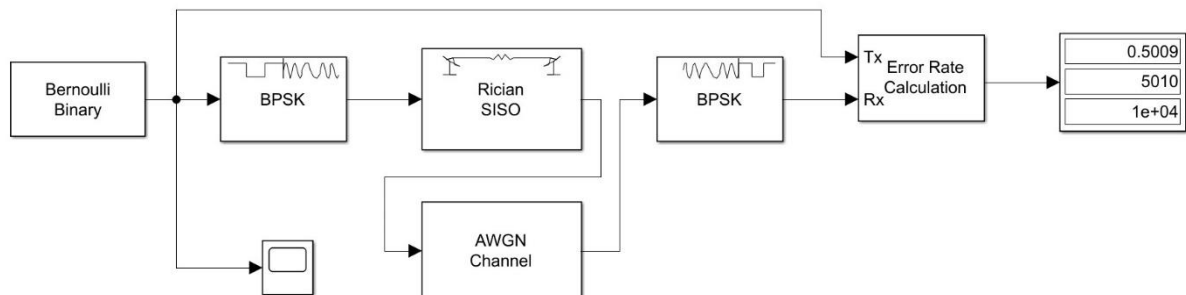 Bernoulli
Binary
BPSK
Rician
SISO
AWGN
Channel
BPSK
Tx
Rx
Error Rate
Calculation
0.5009
5010
1e+04